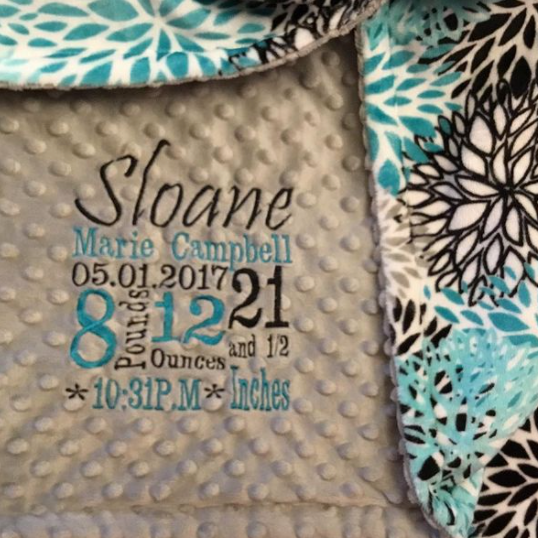 Sloane
Marie Campbell
05.01.2017
8 Pounds 12 Ounces
21 and 1/2 Inches
*10:31P.M*